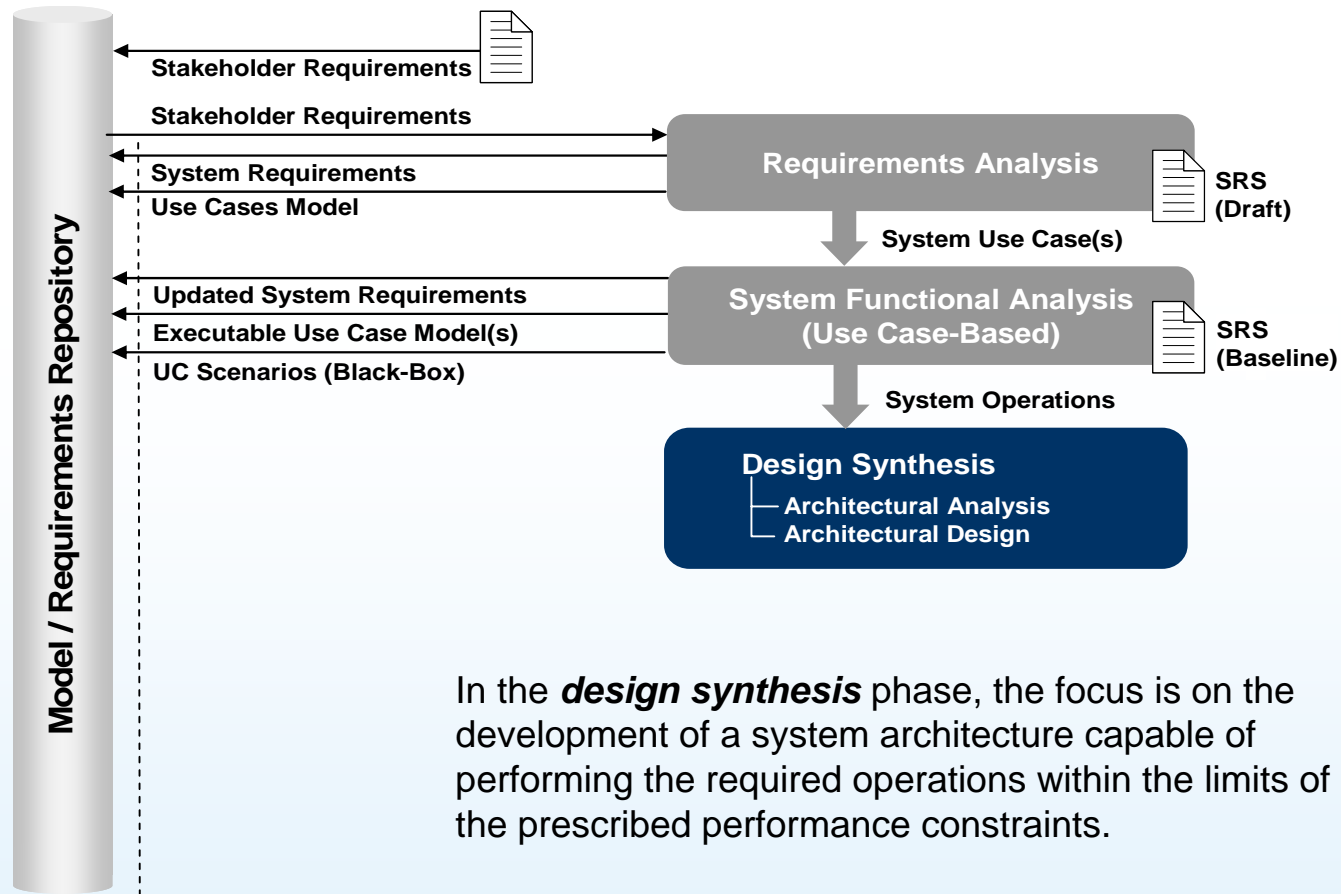 Model / Requirements Repository
Stakeholder Requirements
Stakeholder Requirements
System Requirements
Use Cases Model
Requirements Analysis
SRS
(Draft)
System Use Case(s)
Updated System Requirements
Executable Use Case Model(s)
UC Scenarios (Black-Box)
System Functional Analysis
(Use Case-Based)
SRS
(Baseline)
System Operations
Design Synthesis
Architectural Analysis
Architectural Design
In the design synthesis phase, the focus is on the
development of a system architecture capable of
performing the required operations within the limits of
the prescribed performance constraints.